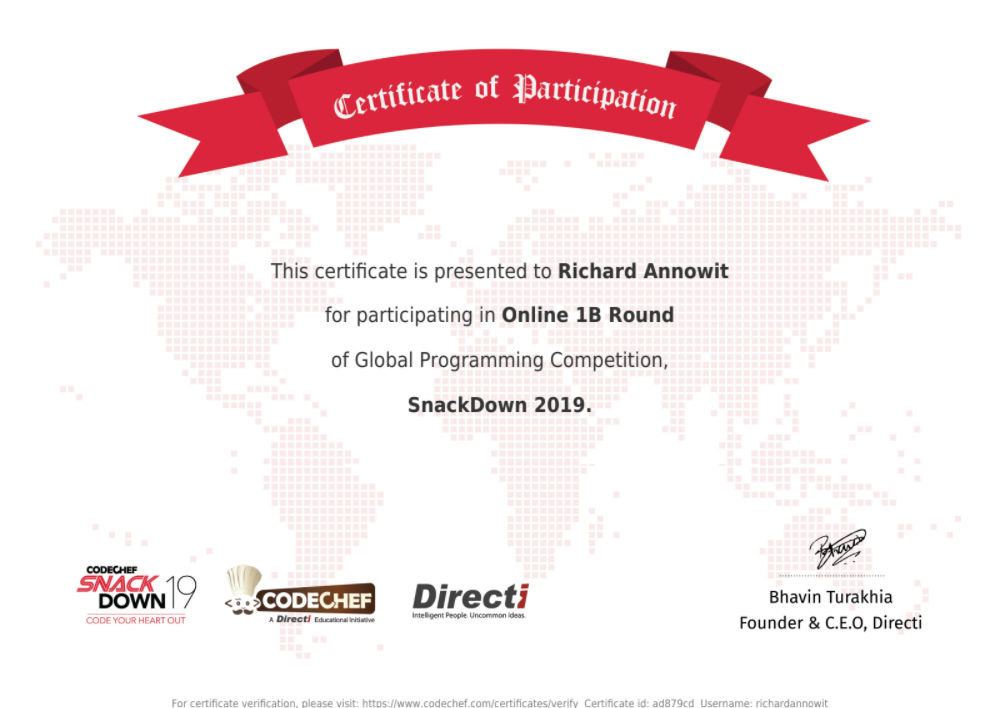 Certificate of Participation
This certificate is presented to Richard Annowit
for participating in Online 1B Round
of Global Programming Competition,
SnackDown 2019.
CODECHEF
SNACK
DOWN 19
CODE YOUR HEART OUT
CODECHEF
A Directi Educational Initiative
Directi
Intelligent People. Uncommon Ideas.
Bhavin Turakhia
Founder & C.E.O, Directi
For certificate verification, please visit: https://www.codechef.com/certificates/verify Certificate id: ad879cd Username: richardannowit